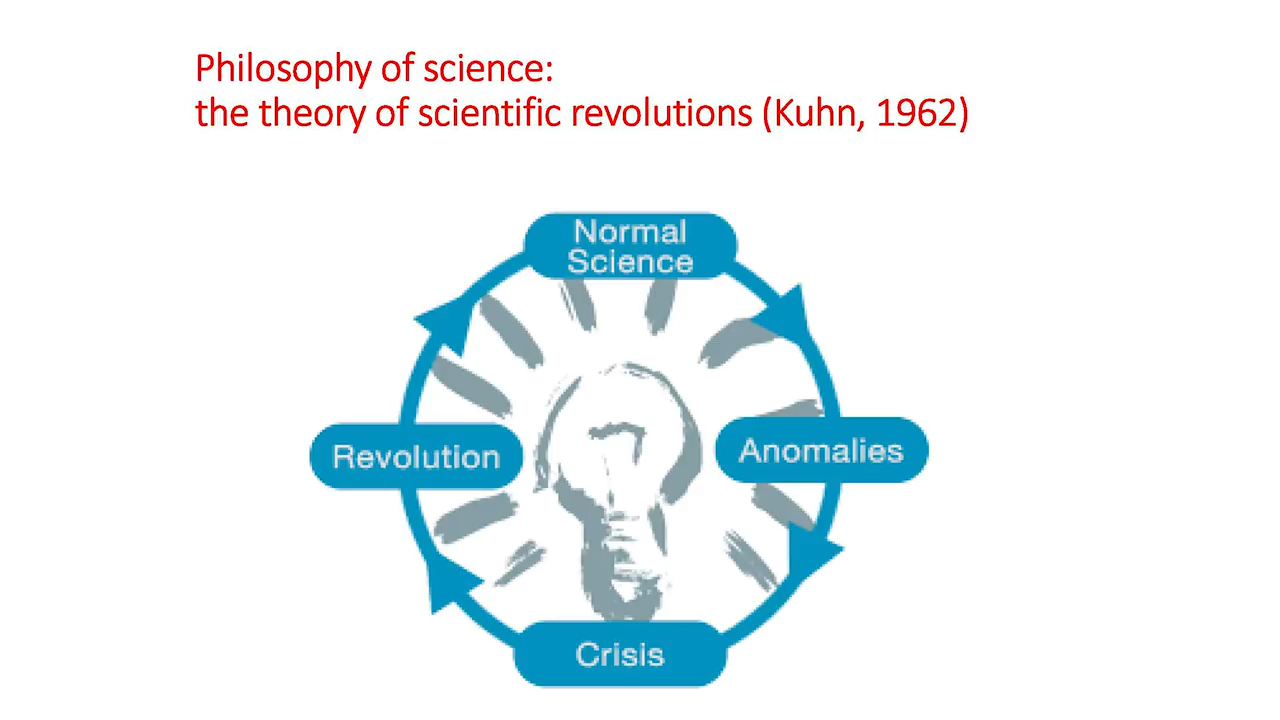 Philosophy of science:
the theory of scientific revolutions (Kuhn, 1962)
Normal
Science
Revolution
Anomalies
Crisis